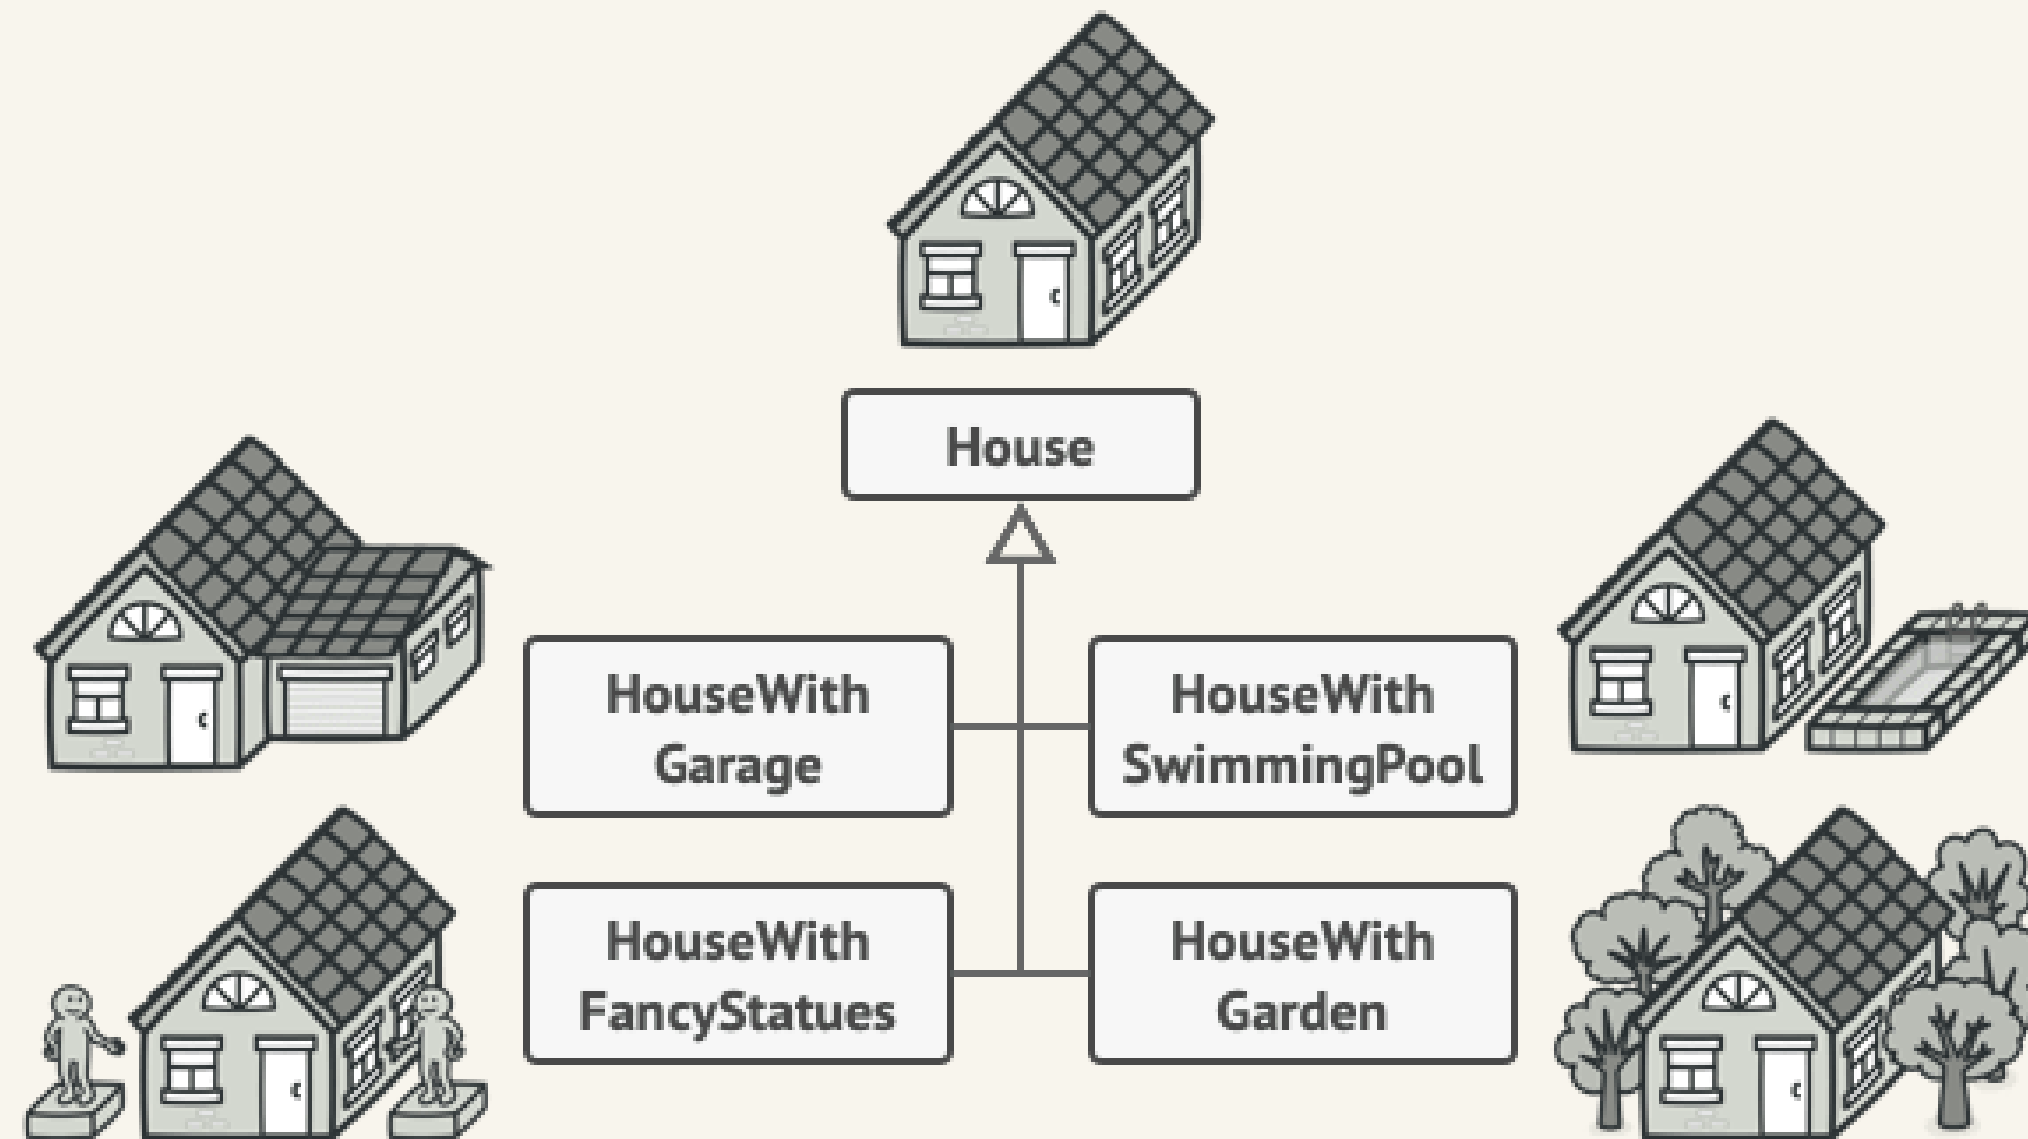 House
HouseWith
Garage
HouseWith
SwimmingPool
HouseWith
FancyStatues
HouseWith
Garden